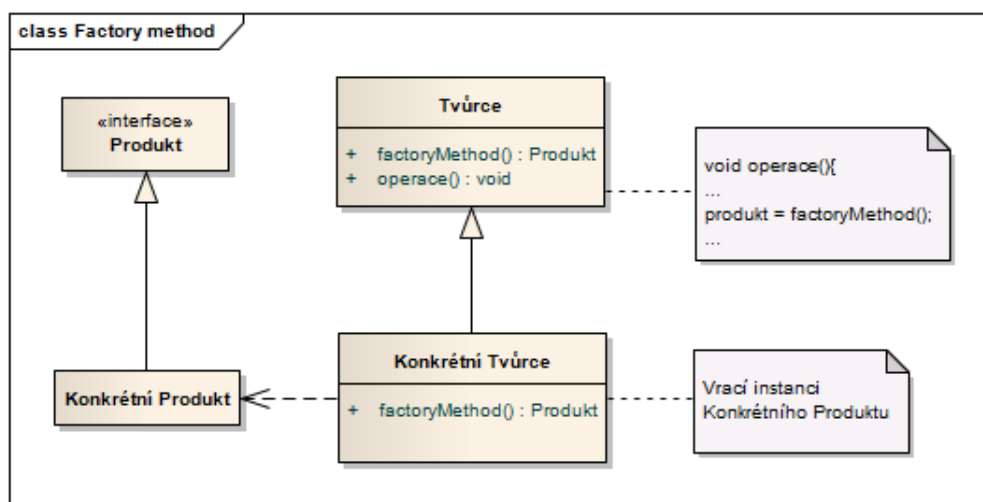 class Factory method
«interface»
Produkt
Tvůrce
+ factoryMethod() : Produkt
+ operace() : void
void operace(){
...
produkt = factoryMethod();
...
Konkrétní Produkt
Konkrétní Tvůrce
+ factoryMethod() : Produkt
Vrací instanci
Konkrétního Produktu